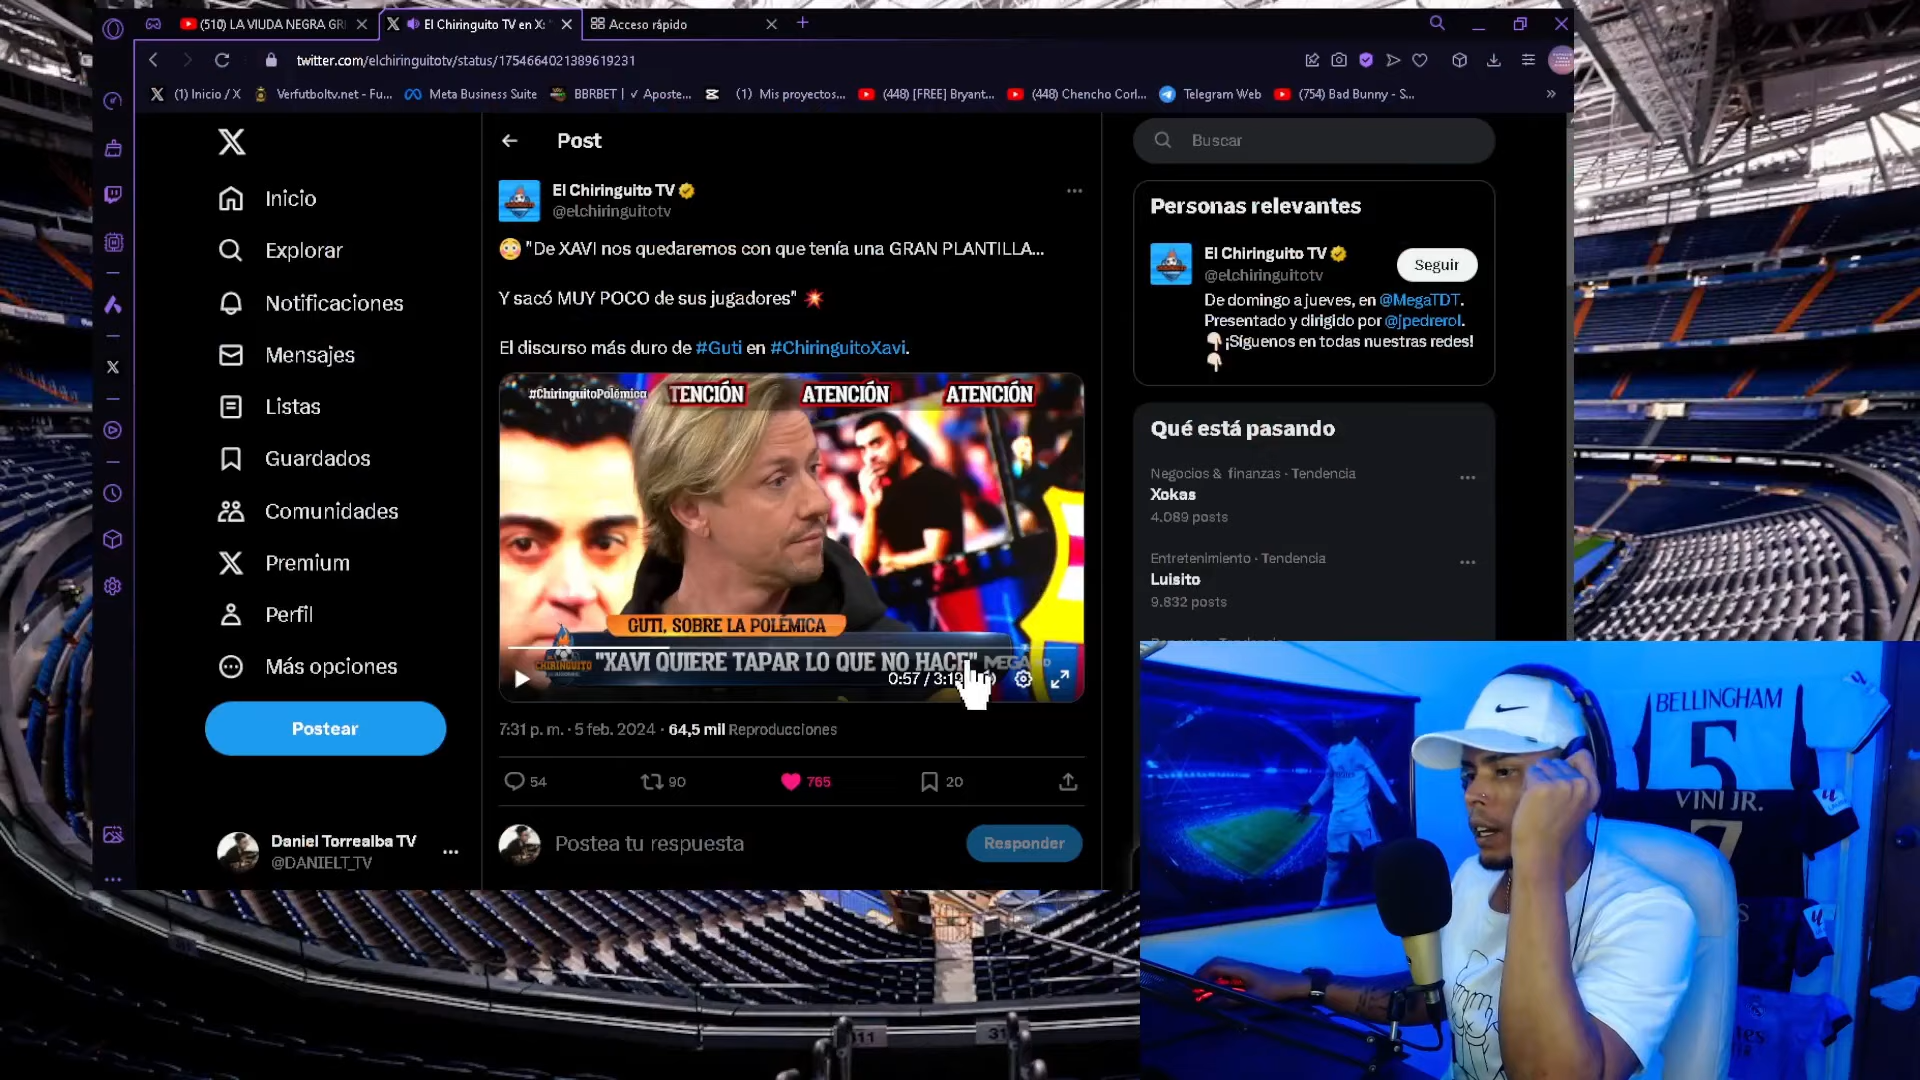 (510) LA VIUDA NEGRA GR
El Chiringuito TV en X: "
Acceso rápido
twitter.com/elchiringuitotv/status/1754664021389619231
(1) Inicio / X
Verfutboltv.net - Fu...
Meta Business Suite
BBRBET | ✓ Aposte...
(1) Mis proyectos...
(448) [FREE] Bryant...
(448) Chencho Corl...
Telegram Web
(754) Bad Bunny - S...
Inicio
Explorar
Notificaciones
Mensajes
Listas
Guardados
Comunidades
Premium
Perfil
Más opciones
Postear
Daniel Torrealba TV
@DANIELT_TV
Post
El Chiringuito TV
@elchiringuitotv
😳 "De XAVI nos quedaremos con que tenía una GRAN PLANTILLA...
Y sacó MUY POCO de sus jugadores" 💥
El discurso más duro de #Guti en #ChiringuitoXavi.
#ChiringuitoPolémica
TENCIÓN
ATENCIÓN
ATENCIÓN
GUTI, SOBRE LA POLÉMICA
CHIRINGUITO
"XAVI QUIERE TAPAR LO QUE NO HACE"
MEGA
0:57 / 3:1
7:31 p. m. · 5 feb. 2024 · 64,5 mil Reproducciones
54
90
765
20
Postea tu respuesta
Responder
Buscar
Personas relevantes
El Chiringuito TV
@elchiringuitotv
Seguir
De domingo a jueves, en @MegaTDT.
Presentado y dirigido por @jpedrerol.
👇🏻¡Síguenos en todas nuestras redes!
👇🏻
Qué está pasando
Negocios & finanzas · Tendencia
Xokas
4.089 posts
Entretenimiento · Tendencia
Luisito
9.832 posts
BELLINGHAM
5
VINI JR.
7
11
31